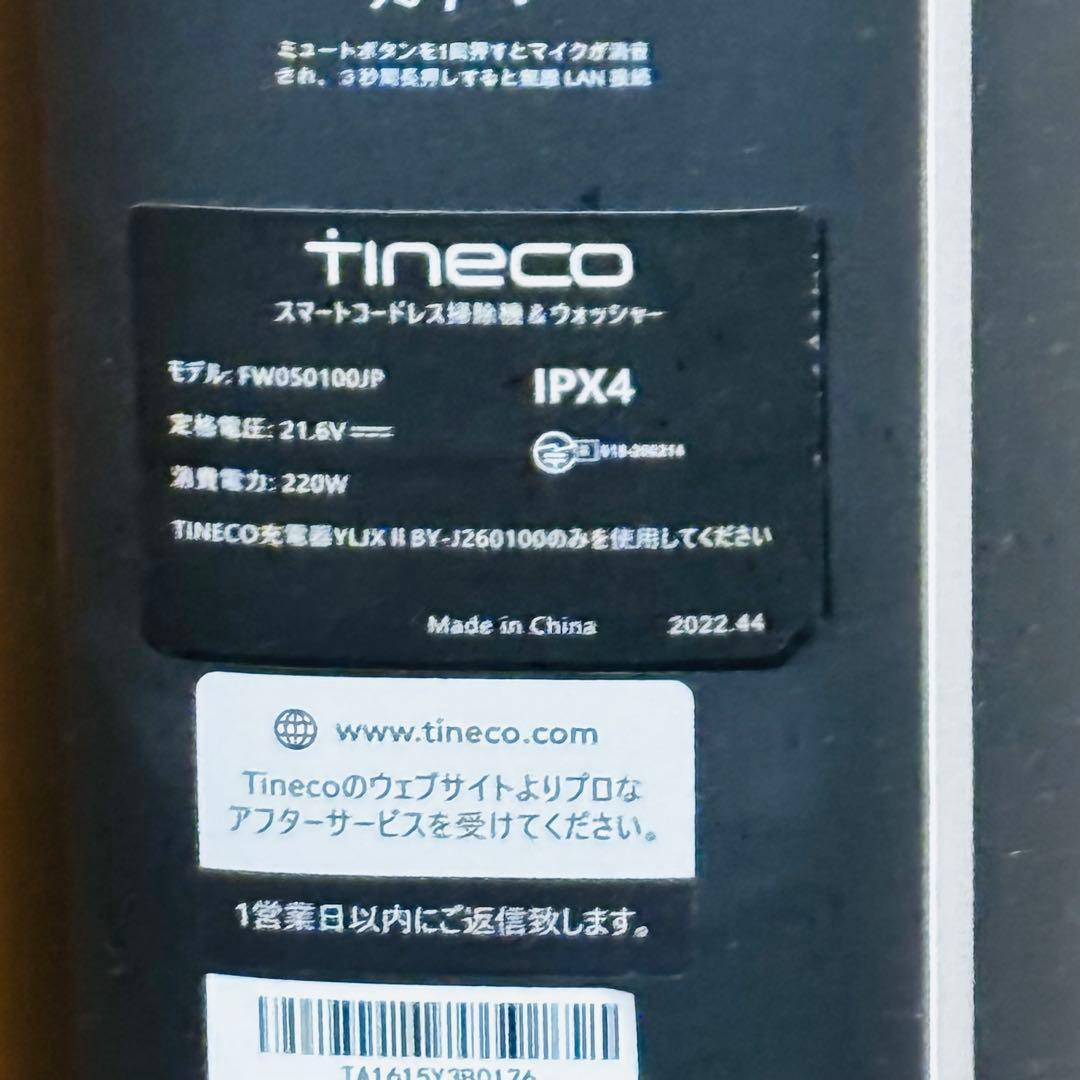 ミュートボタンを1回押すとマイクが消音
され、3秒間長押しすると無線LAN接続
TINECO
スマートコードレス掃除機&ウォッシャー
モデル: FW050100JP
IPX4
定格電圧: 21.6V
消費電力: 220W
TINECO充電器YLJXⅡBY-J260100のみを使用してください
Made in China 2022.44
www.tineco.com
Tinecoのウェブサイトよりプロな
アフターサービスを受けてください。
1営業日以内にご返信致します。